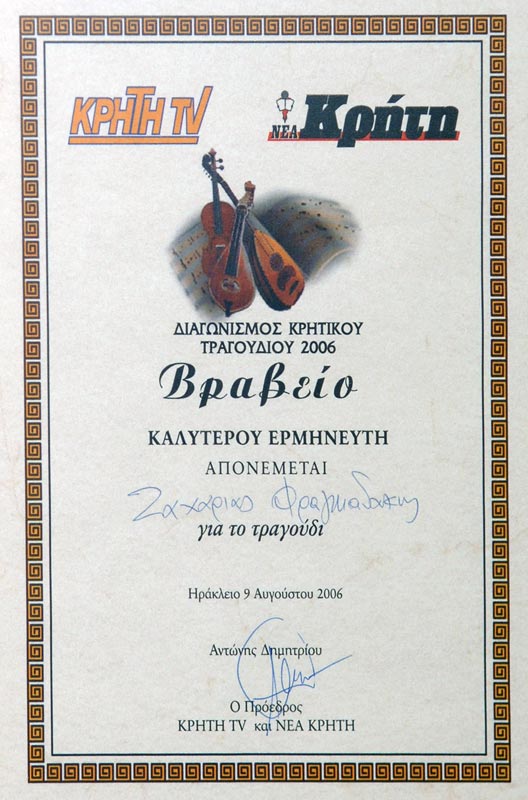 ΚΡΗΤΗ TV
ΝΕΑ Κρήτη
ΔΙΑΓΩΝΙΣΜΟΣ ΚΡΗΤΙΚΟΥ
ΤΡΑΓΟΥΔΙΟΥ 2006
Βραβείο
ΚΑΛΥΤΕΡΟΥ ΕΡΜΗΝΕΥΤΗ
ΑΠΟΝΕΜΕΤΑΙ
Ζαχαρίας Φραγκιαδάκης
για το τραγούδι
Ηράκλειο 9 Αυγούστου 2006
Αντώνης Δημητρίου
Ο Πρόεδρος
ΚΡΗΤΗ TV και ΝΕΑ ΚΡΗΤΗ